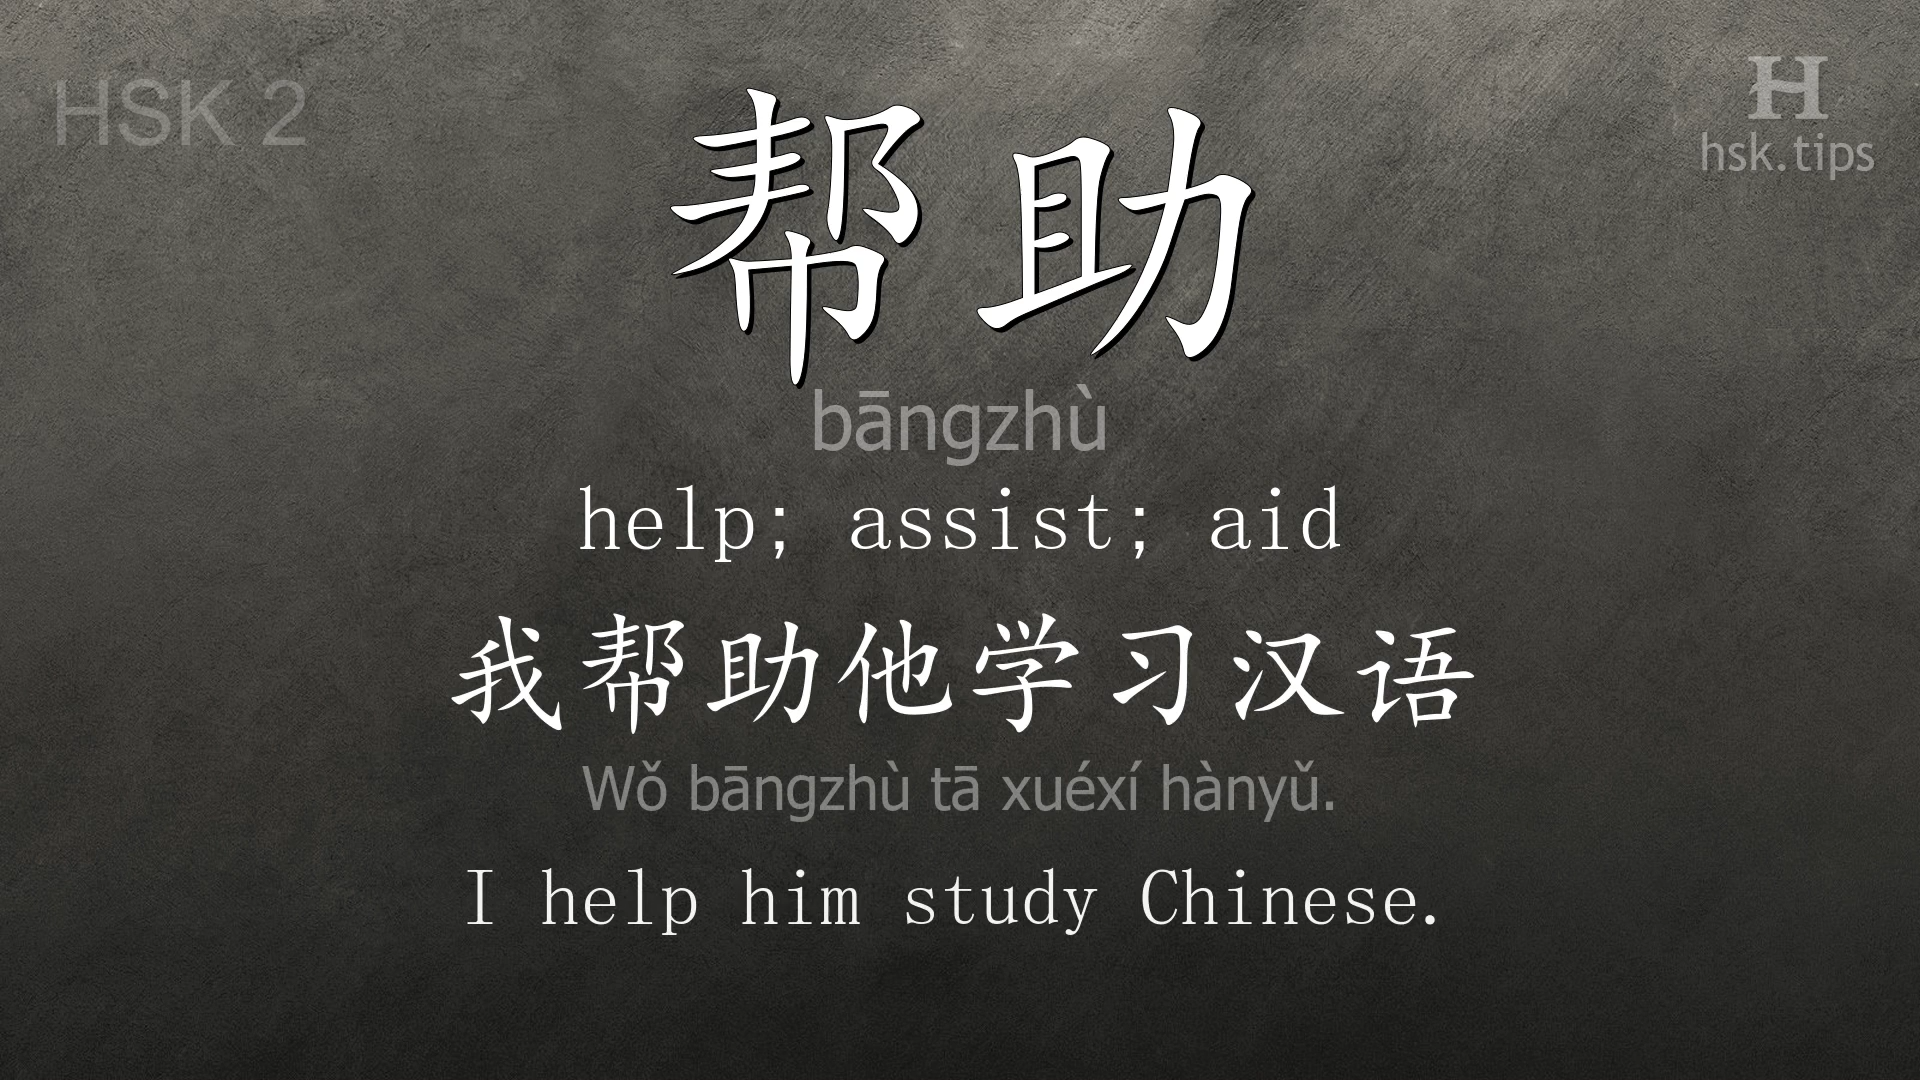 HSK 2
H
hsk.tips
帮助
bāngzhù
help; assist; aid
我帮助他学习汉语
Wǒ bāngzhù tā xuéxí hànyǔ.
I help him study Chinese.